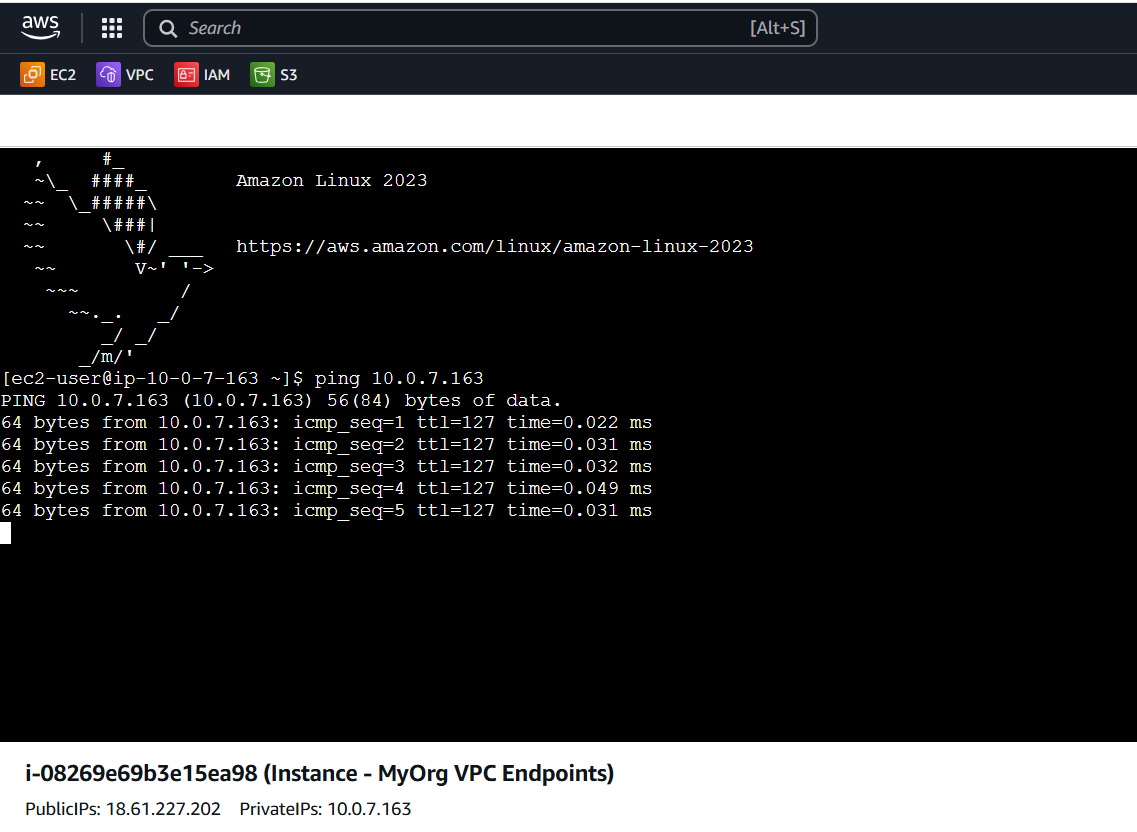 aws
Search [Alt+S]
EC2 VPC IAM S3
   ,     #_
   ~\_  ####_        Amazon Linux 2023
  ~~  \_#####\
  ~~     \###|
  ~~       \#/ ___   https://aws.amazon.com/linux/amazon-linux-2023
   ~~       V~' '->
    ~~~         /
      ~~._.   _/
         _/ _/
       _/m/'
[ec2-user@ip-10-0-7-163 ~]$ ping 10.0.7.163
PING 10.0.7.163 (10.0.7.163) 56(84) bytes of data.
64 bytes from 10.0.7.163: icmp_seq=1 ttl=127 time=0.022 ms
64 bytes from 10.0.7.163: icmp_seq=2 ttl=127 time=0.031 ms
64 bytes from 10.0.7.163: icmp_seq=3 ttl=127 time=0.032 ms
64 bytes from 10.0.7.163: icmp_seq=4 ttl=127 time=0.049 ms
64 bytes from 10.0.7.163: icmp_seq=5 ttl=127 time=0.031 ms
i-08269e69b3e15ea98 (Instance - MyOrg VPC Endpoints)
PublicIPs: 18.61.227.202 PrivateIPs: 10.0.7.163